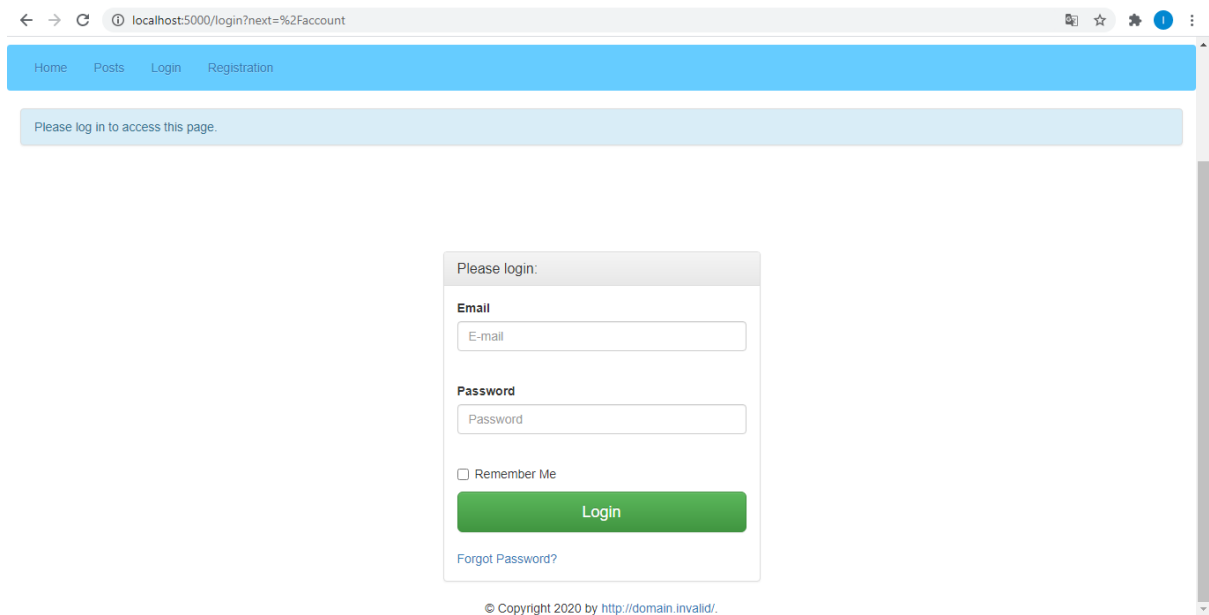 localhost:5000/login?next=%2Faccount
I
Home Posts Login Registration
Please log in to access this page.
Please login:
Email
E-mail
Password
Password
Remember Me
Login
Forgot Password?
© Copyright 2020 by http://domain.invalid/.